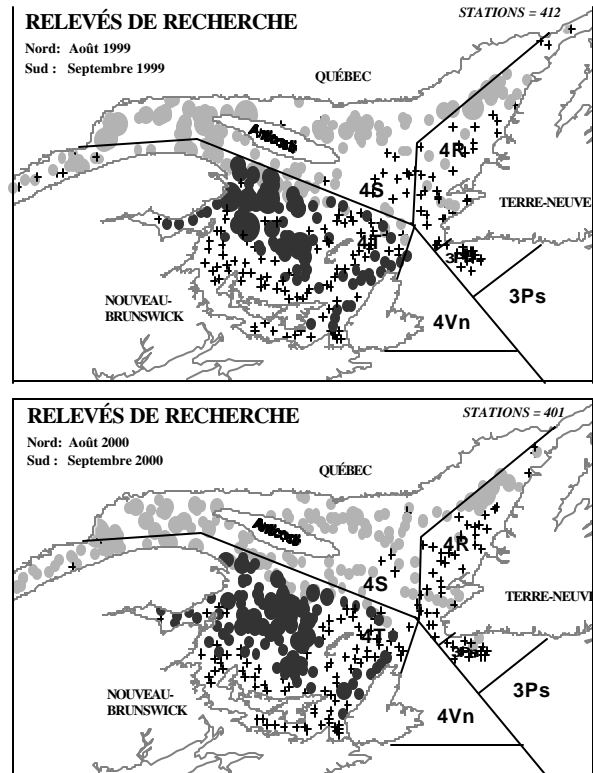 RELEVÉS DE RECHERCHE
STATIONS = 412
Nord: Août 1999
Sud : Septembre 1999
QUÉBEC
Anticosti
4R
4S
TERRE-NEUVE
4T
3Pn
3Ps
NOUVEAU-
BRUNSWICK
4Vn
RELEVÉS DE RECHERCHE
STATIONS = 401
Nord: Août 2000
Sud : Septembre 2000
QUÉBEC
Anticosti
4R
4S
TERRE-NEUVE
4T
3Pn
3Ps
NOUVEAU-
BRUNSWICK
4Vn